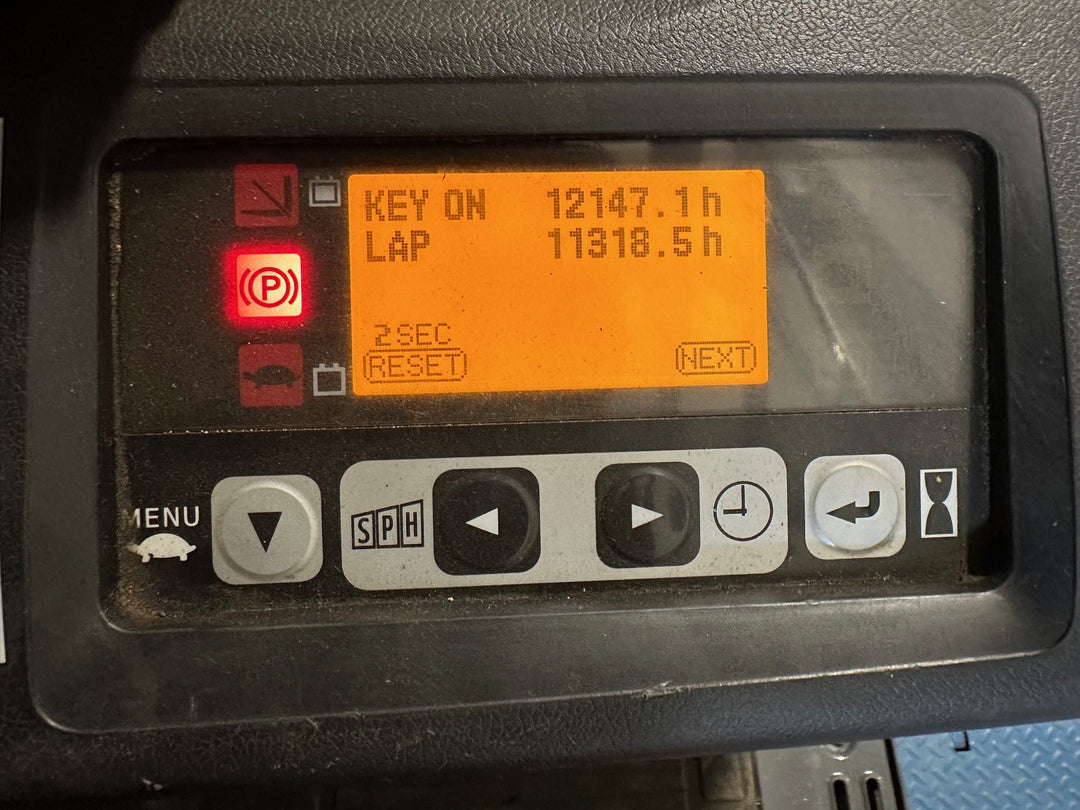 KEY ON 12147.1h
LAP 11318.5h
2SEC
RESET NEXT
P
MENU
SPH